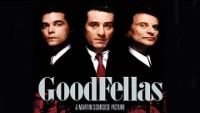 GOODFELLAS
A MARTIN SCORSESE PICTURE